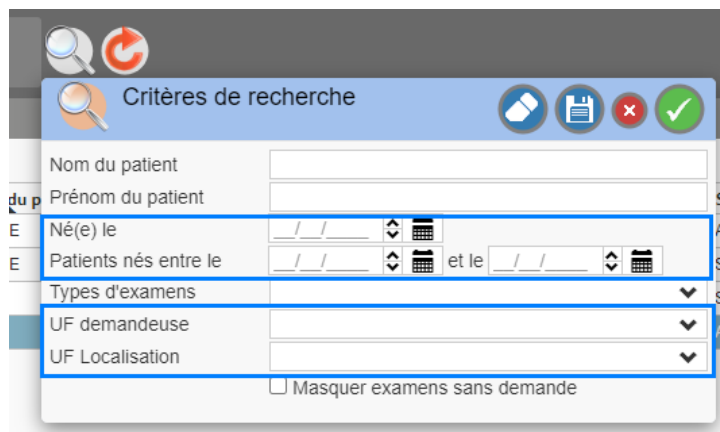 Critères de recherche
Nom du patient
du p Prénom du patient
E Né(e) le __/__/____
E Patients nés entre le __/__/____ et le __/__/____
Types d'examens
UF demandeuse
UF Localisation
Masquer examens sans demande